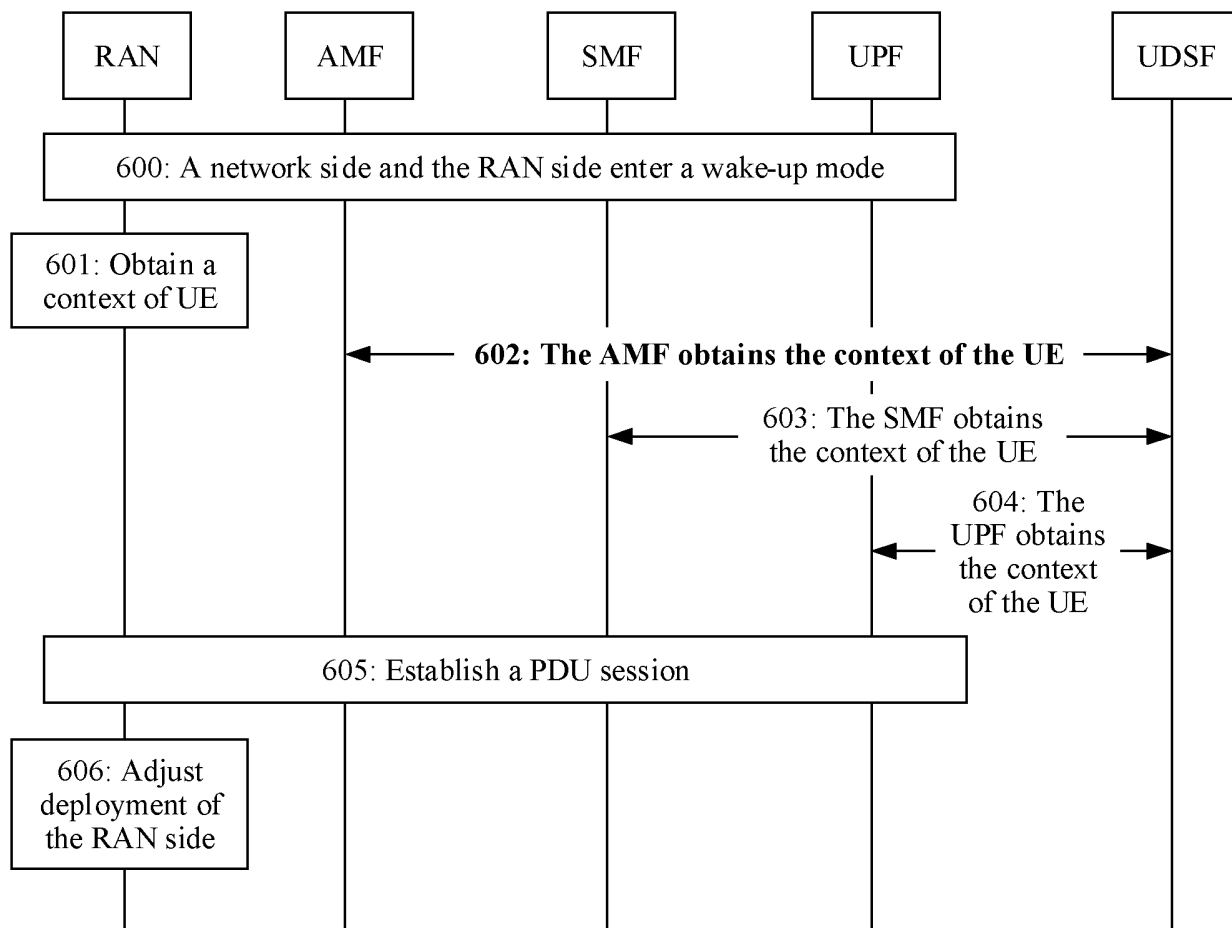 RAN
AMF
SMF
UPF
UDSF
600: A network side and the RAN side enter a wake-up mode
601: Obtain a
context of UE
602: The AMF obtains the context of the UE
603: The SMF obtains
the context of the UE
604: The
UPF obtains
the context
of the UE
605: Establish a PDU session
606: Adjust
deployment of
the RAN side